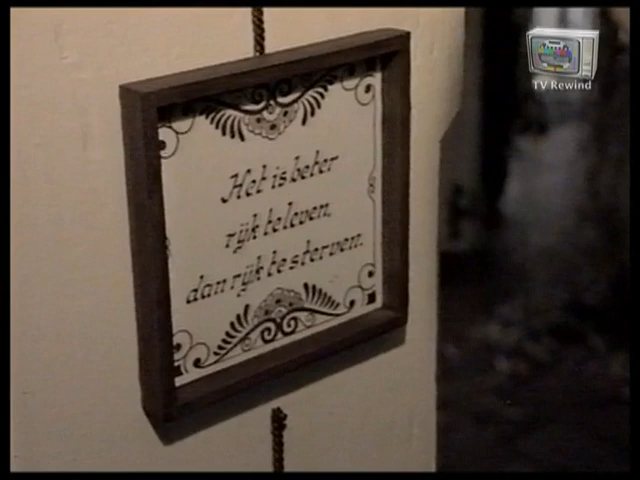 TV Rewind
Het is beter
rijk te leven,
dan rijk te sterven.